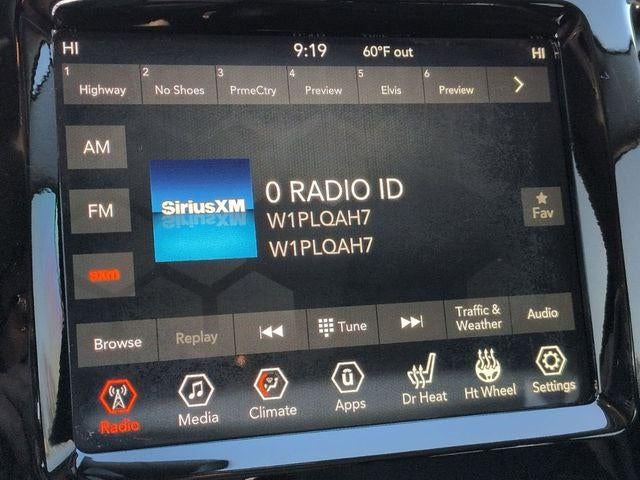 HI 9:19 60°F out HI
1 Highway 2 No Shoes 3 PrmeCtry 4 Preview 5 Elvis 6 Preview >
AM
FM
sxm
SiriusXM
0 RADIO ID
W1PLQAH7
W1PLQAH7
Fav
Browse Replay Tune Traffic & Weather Audio
Radio Media Climate û Apps Dr Heat Ht Wheel Settings